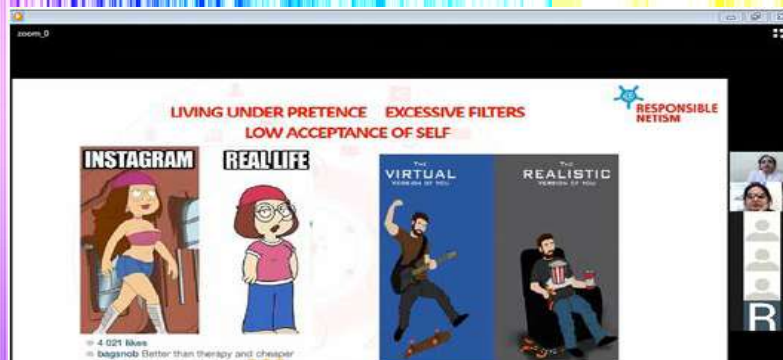 zoom_0
LIVING UNDER PRETENCE EXCESSIVE FILTERS
LOW ACCEPTANCE OF SELF
RESPONSIBLE
NETISM
INSTAGRAM REAL LIFE
THE
VIRTUAL
VERSION OF YOU
THE
REALISTIC
VERSION OF YOU
4 021 likes
bagsnob Better than therapy and cheaper
R